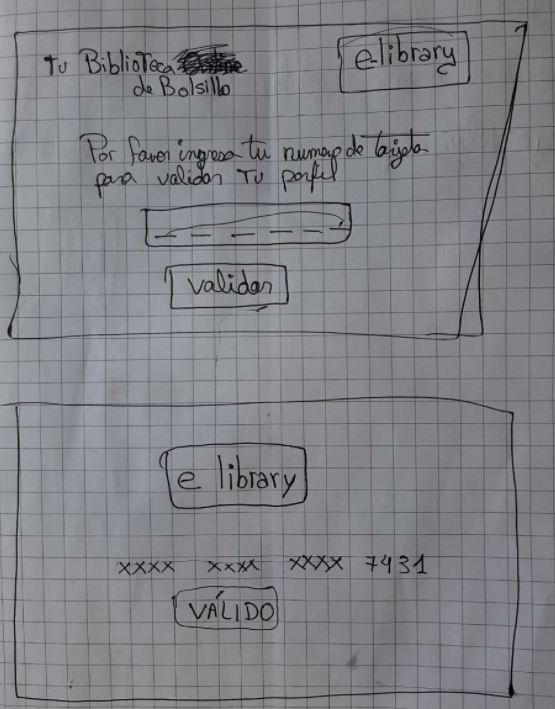 Tu Biblioteca
de Bolsillo
e-library
Por favor ingresa tu numero de tarjeta
para validar tu perfil
_ _ _ _ _
validar
e library
xxxx xxxx xxxx 7431
VÁLIDO